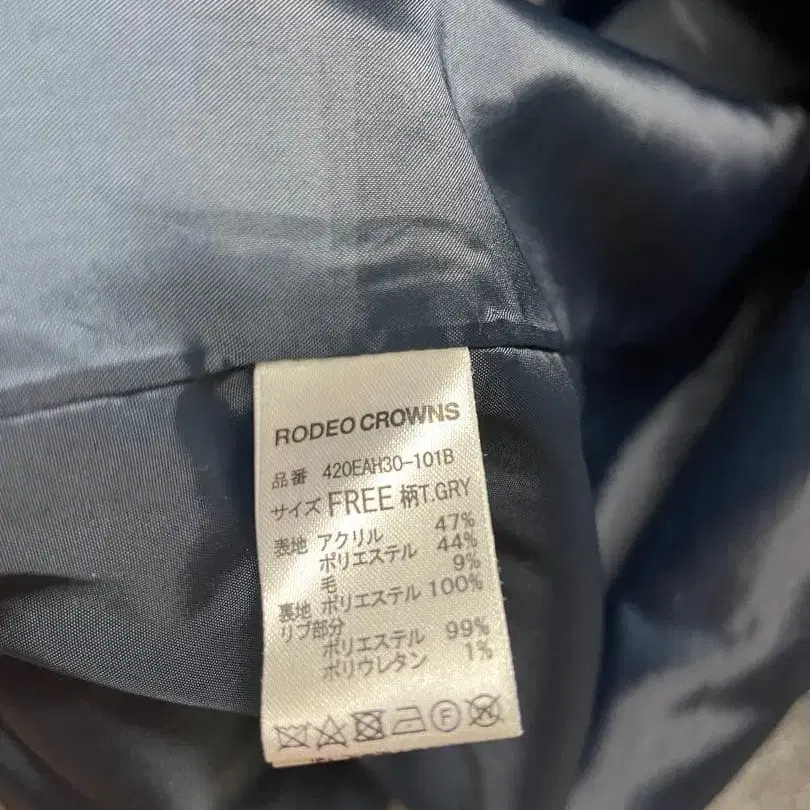 RODEO CROWNS
品番 420EAH30-101B
サイズ FREE 柄T.GRY
表地 アクリル 47%
ポリエステル 44%
毛 9%
裏地 ポリエステル 100%
リブ部分
ポリエステル 99%
ポリウレタン 1%
F